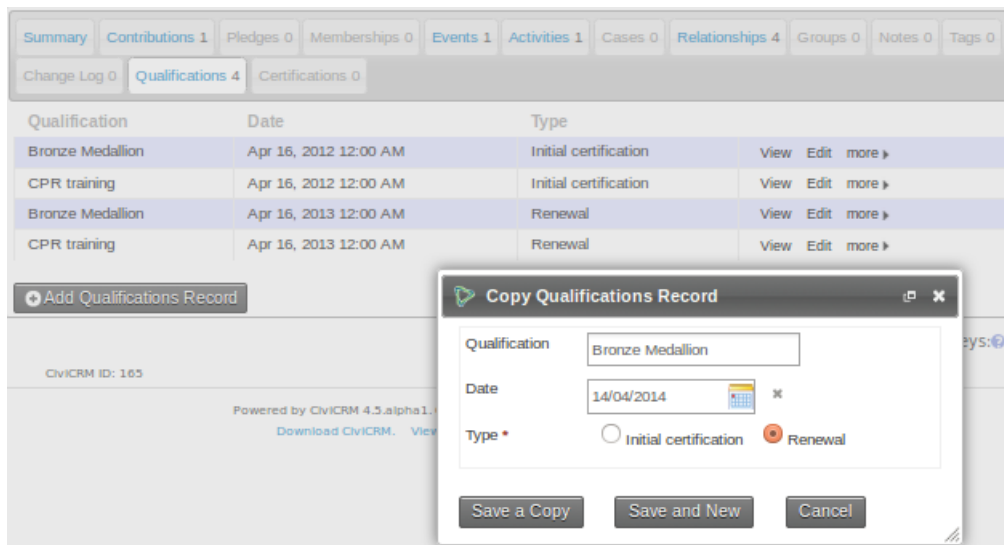 Summary Contributions 1 Pledges 0 Memberships 0 Events 1 Activities 1 Cases 0 Relationships 4 Groups 0 Notes 0 Tags 0
Change Log 0 Qualifications 4 Certifications 0
Qualification Date Type
Bronze Medallion Apr 16, 2012 12:00 AM Initial certification View Edit more
CPR training Apr 16, 2012 12:00 AM Initial certification View Edit more
Bronze Medallion Apr 16, 2013 12:00 AM Renewal View Edit more
CPR training Apr 16, 2013 12:00 AM Renewal View Edit more
Add Qualifications Record
Copy Qualifications Record
Qualification Bronze Medallion
Date 14/04/2014
Type * Initial certification Renewal
Save a Copy Save and New Cancel
eys:
CiviCRM ID: 165
Powered by CiviCRM 4.5.alpha1.
Download CiviCRM. View